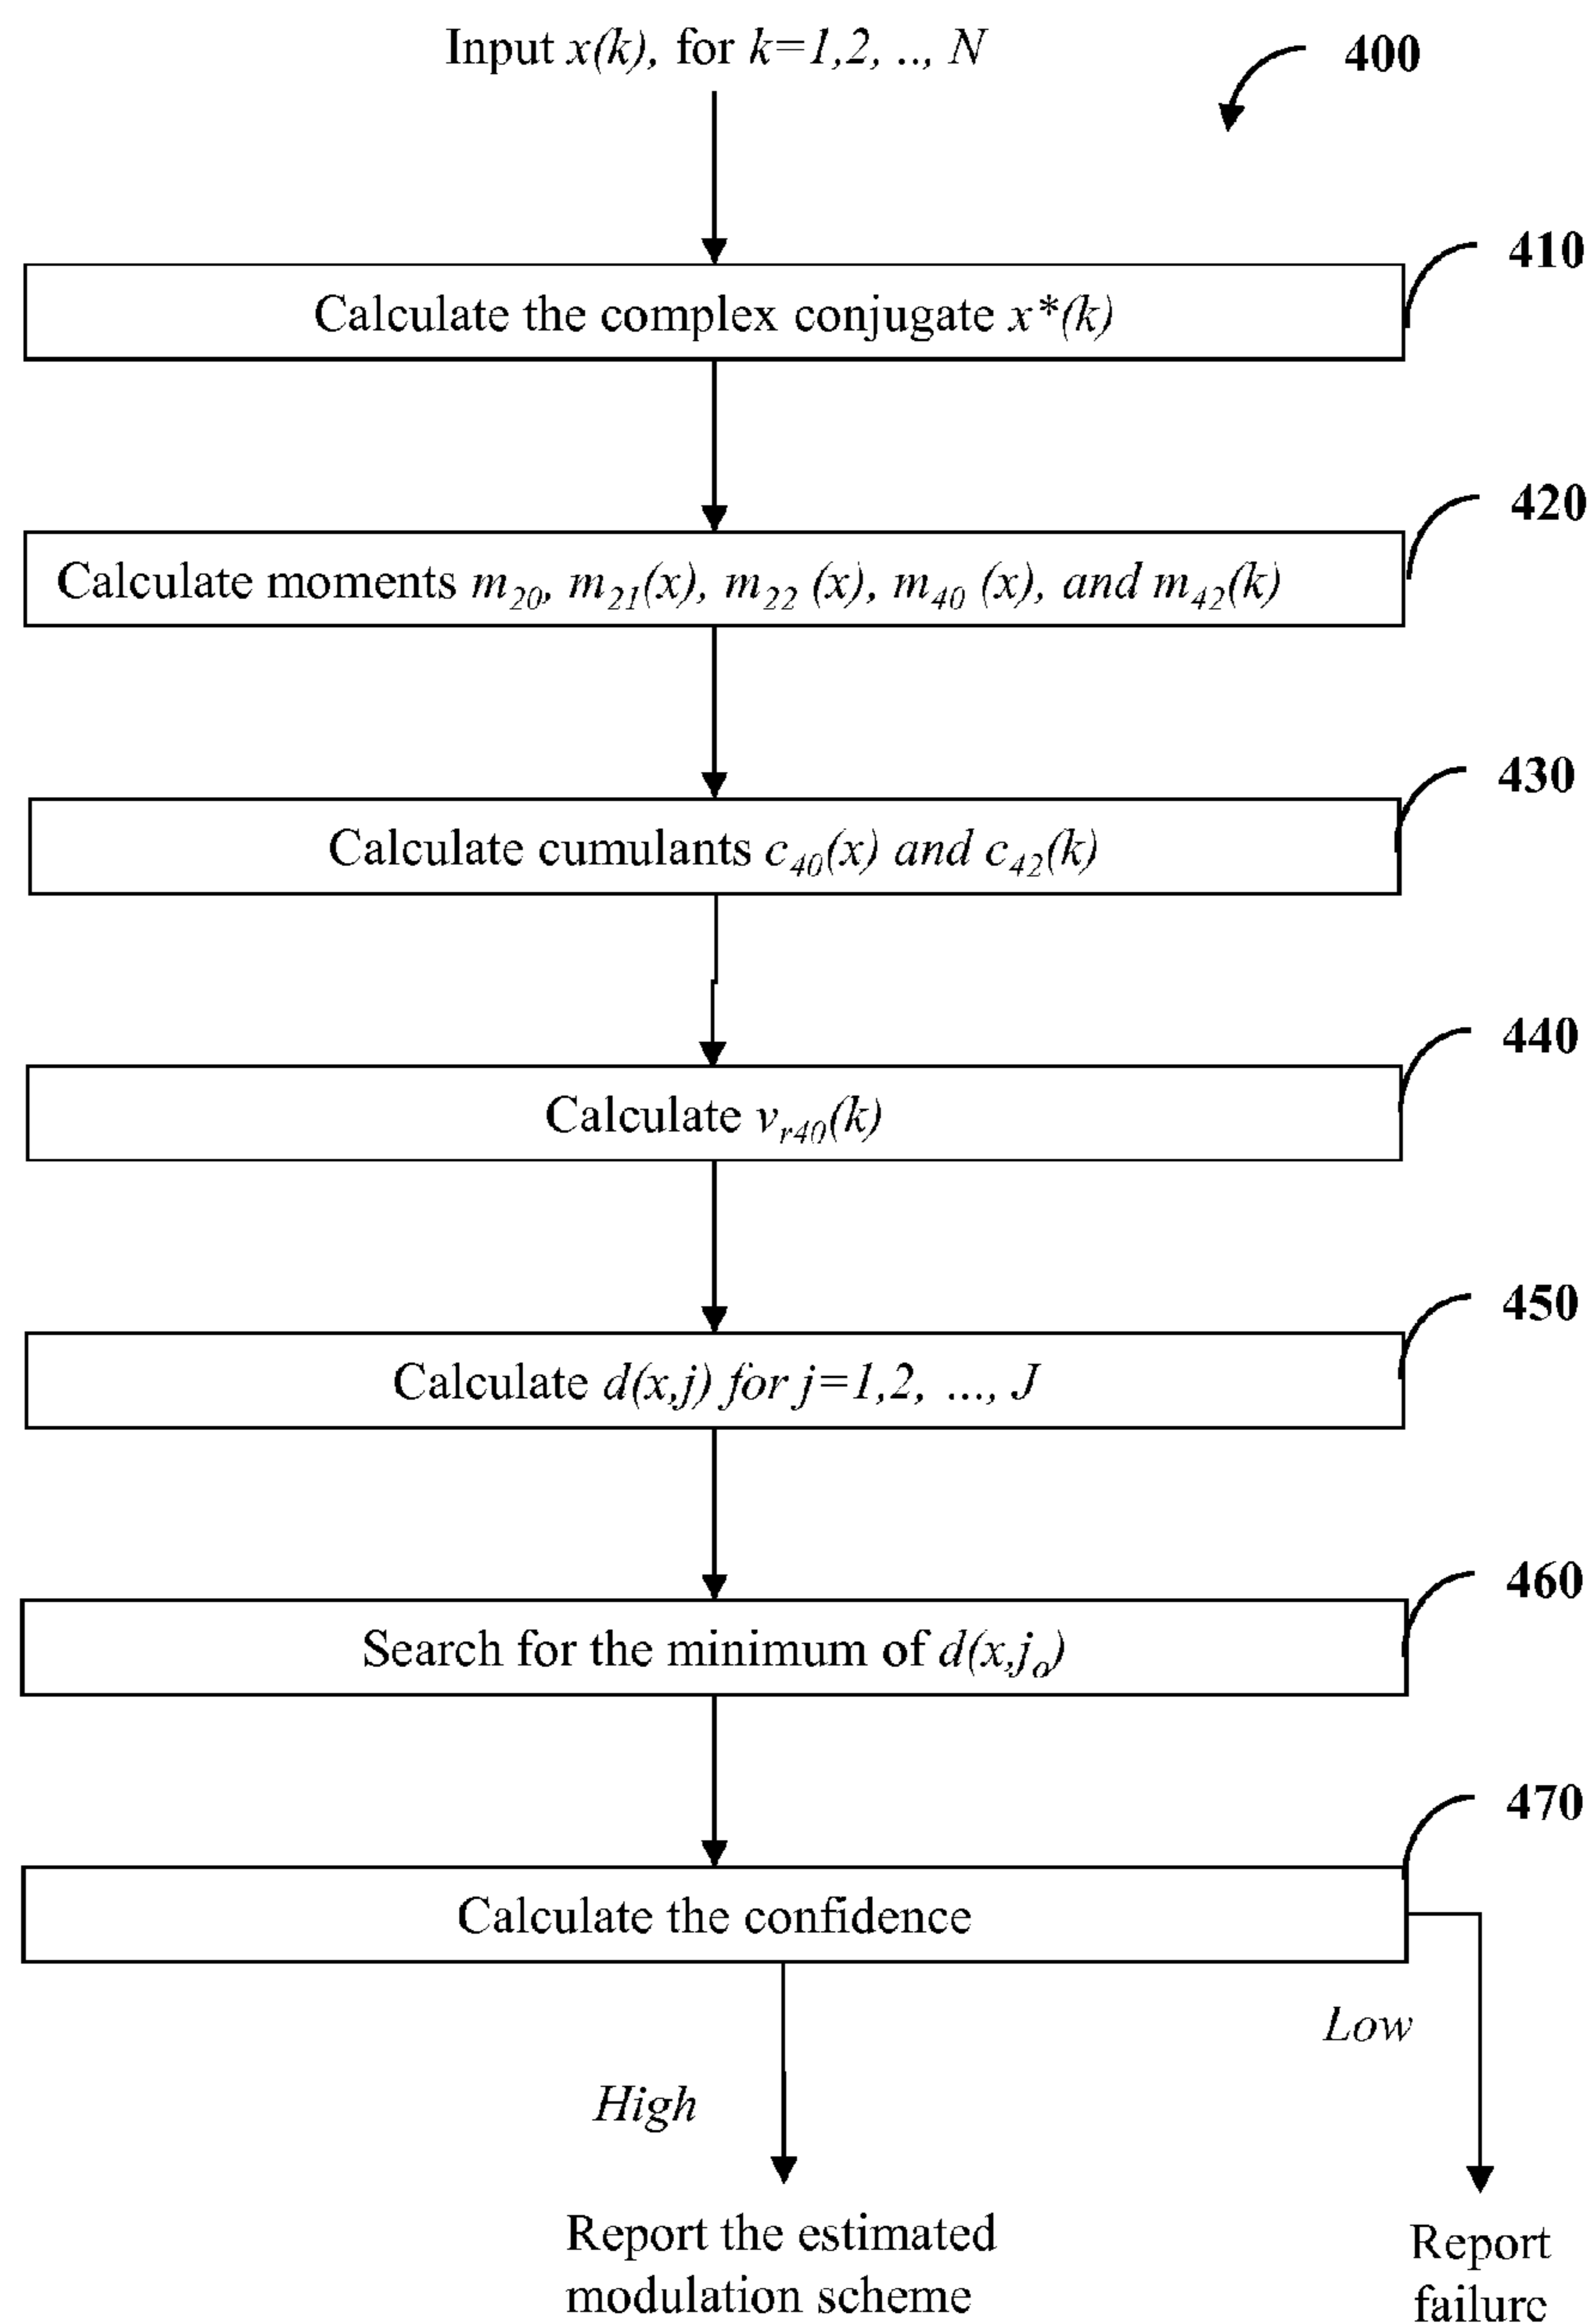 Input x(k), for k=1,2, .., N
400
410
Calculate the complex conjugate x*(k)
420
Calculate moments m20, m21(x), m22 (x), m40 (x), and m42(k)
430
Calculate cumulants c40(x) and c42(k)
440
Calculate vr40(k)
450
Calculate d(x,j) for j=1,2, ..., J
460
Search for the minimum of d(x,jo)
470
Calculate the confidence
Low
High
Report the estimated
modulation scheme
Report
failure